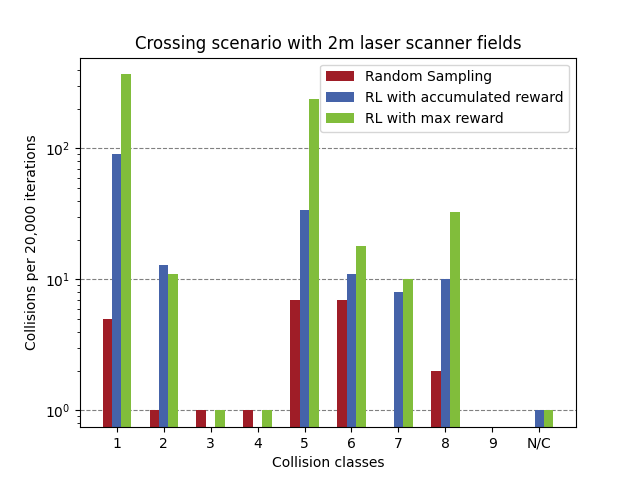 Crossing scenario with 2m laser scanner fields
Random Sampling
RL with accumulated reward
RL with max reward
Collisions per 20,000 iterations
10²
10¹
10⁰
1 2 3 4 5 6 7 8 9 N/C
Collision classes